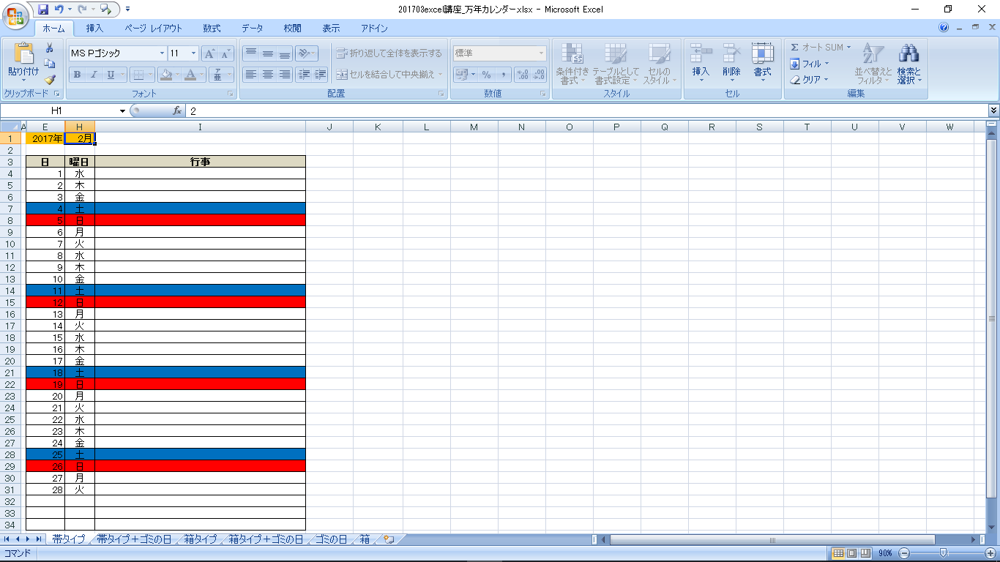 201703excel講座_万年カレンダー.xlsx - Microsoft Excel
ホーム 挿入 ページ レイアウト 数式 データ 校閲 表示 アドイン
MS Pゴシック 11 折り返して全体を表示する 標準 Σ オート SUM
貼り付け B I U セルを結合して中央揃え % , 条件付き書式 テーブルとして書式設定 セルのスタイル 挿入 削除 書式 フィル クリア 並べ替えとフィルタ 検索と選択
クリップボード フォント 配置 数値 スタイル セル 編集
H1 fx 2
A E H I J K L M N O P Q R S T U V W
1 2017年 2月
2
3 日 曜日 行事
4 1 水
5 2 木
6 3 金
7 4 土
8 5 日
9 6 月
10 7 火
11 8 水
12 9 木
13 10 金
14 11 土
15 12 日
16 13 月
17 14 火
18 15 水
19 16 木
20 17 金
21 18 土
22 19 日
23 20 月
24 21 火
25 22 水
26 23 木
27 24 金
28 25 土
29 26 日
30 27 月
31 28 火
32
33
34
帯タイプ 帯タイプ＋ゴミの日 箱タイプ 箱タイプ＋ゴミの日 ゴミの日 箱
コマンド 90%